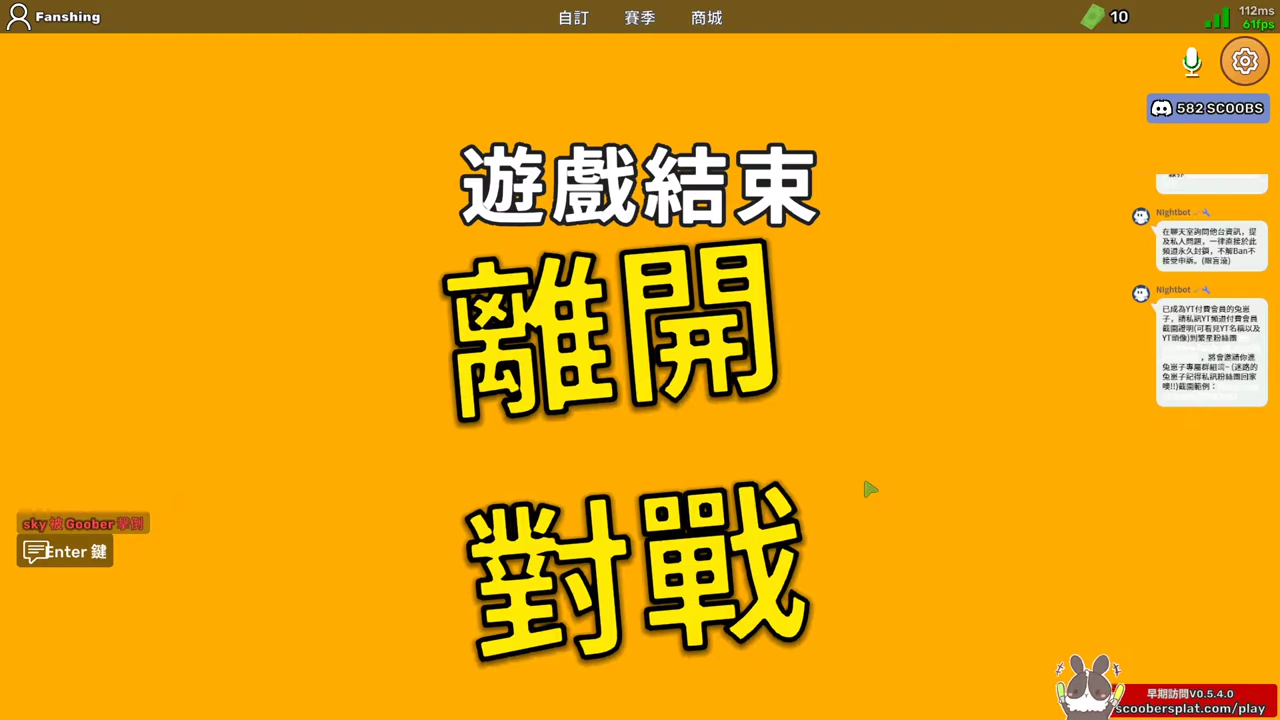 Fanshing
自訂 賽季 商城
10
112ms
61fps
582 SCOOBS
Nightbot
在聊天室詢問他台資訊，提
及私人問題，一律直接於此
頻道永久封鎖，不解Ban不
接受申訴。(眼盲滾)
Nightbot
已成為YT付費會員的兔崽
子，請私訊YT頻道付費會員
截圖證明(可看見YT名稱以及
YT頭像)到繁星粉絲團
，將會邀請你進
兔崽子專屬群組唷~ (迷路的
兔崽子記得私訊粉絲團回家
噢!!)截圖範例：
遊戲結束
離開
對戰
sky 被 Goober 擊倒
Enter 鍵
早期訪問V0.5.4.0
scoobersplat.com/play